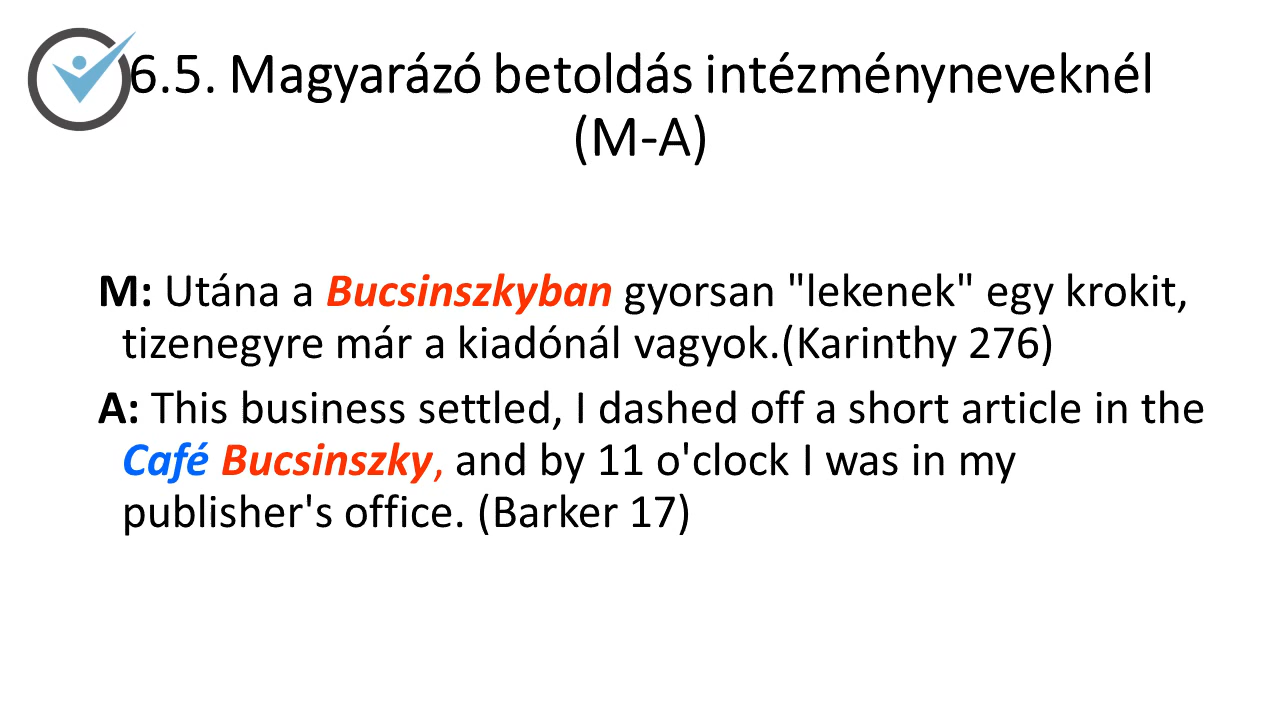 6.5. Magyarázó betoldás intézményneveknél
(M-A)
M: Utána a Bucsinszkyban gyorsan "lekenek" egy krokit,
tizenegyre már a kiadónál vagyok.(Karinthy 276)
A: This business settled, I dashed off a short article in the
Café Bucsinszky, and by 11 o'clock I was in my
publisher's office. (Barker 17)